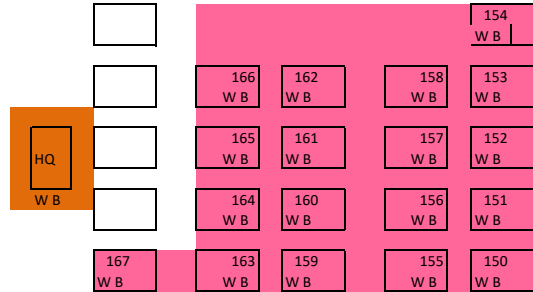 154
W B
166 162 158 153
W B W B W B W B
165 161 157 152
W B W B W B W B
HQ
164 160 156 151
W B W B W B W B W B
167 163 159 155 150
W B W B W B W B W B